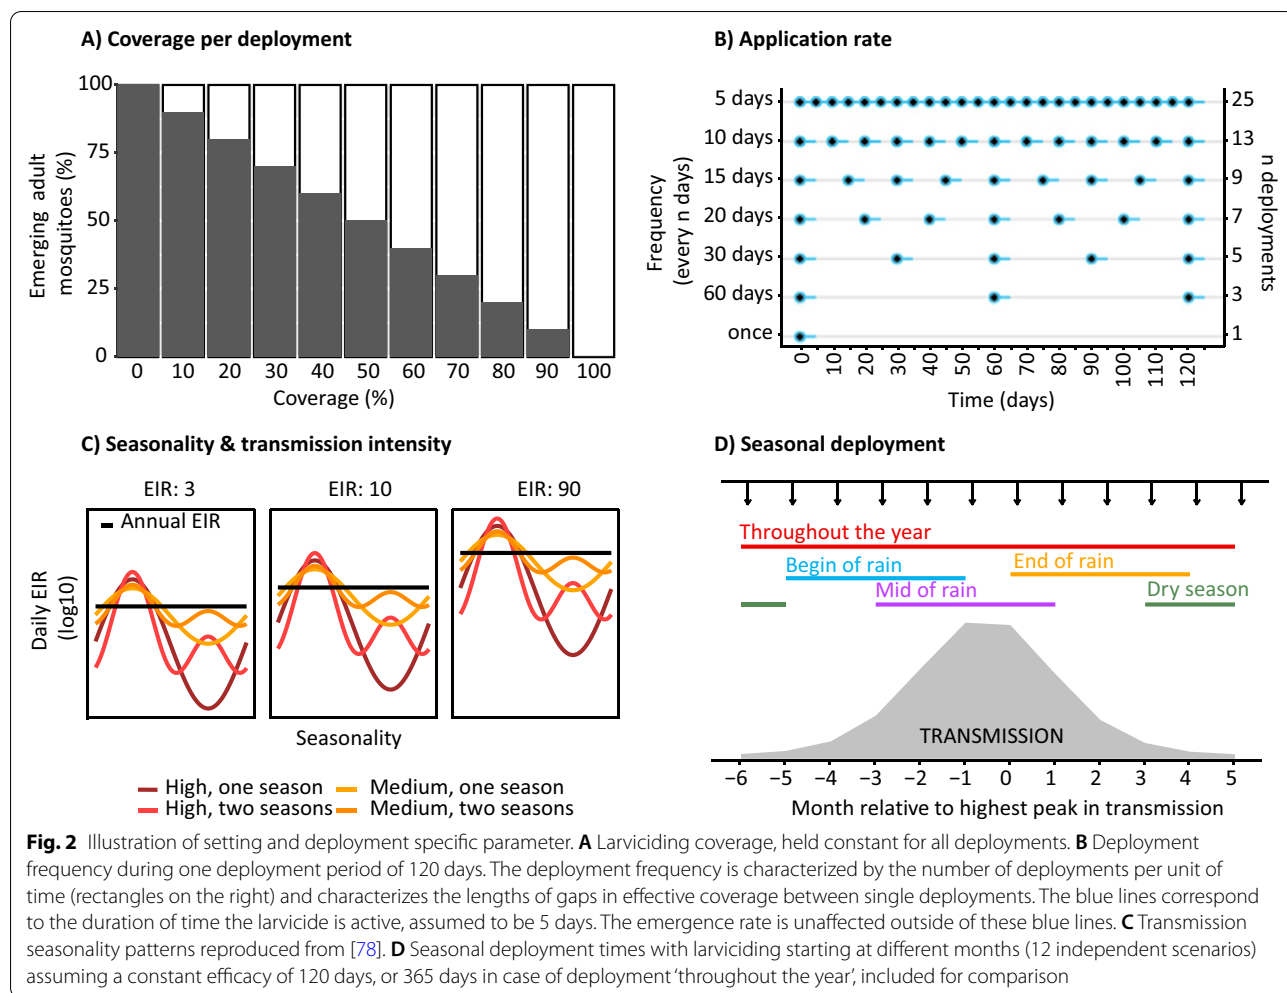 A) Coverage per deployment
Emerging adult
mosquitoes (%)
100
75
50
25
0
0 10 20 30 40 50 60 70 80 90 100
Coverage (%)
B) Application rate
Frequency
(every n days)
5 days 25
10 days 13
15 days 9
20 days 7
30 days 5
60 days 3
once 1
n deployments
0 10 20 30 40 45 60 70 80 90 100 110 120
Time (days)
C) Seasonality & transmission intensity
EIR: 3 EIR: 10 EIR: 90
Annual EIR
Daily EIR
(log10)
Seasonality
High, one season Medium, one season
High, two seasons Medium, two seasons
D) Seasonal deployment
Throughout the year
Begin of rain End of rain
Mid of rain Dry season
TRANSMISSION
−6 −5 −4 −3 −2 −1 0 1 2 3 4 5
Month relative to highest peak in transmission
Fig. 2 Illustration of setting and deployment specific parameter. A Larviciding coverage, held constant for all deployments. B Deployment
frequency during one deployment period of 120 days. The deployment frequency is characterized by the number of deployments per unit of
time (rectangles on the right) and characterizes the lengths of gaps in effective coverage between single deployments. The blue lines correspond
to the duration of time the larvicide is active, assumed to be 5 days. The emergence rate is unaffected outside of these blue lines. C Transmission
seasonality patterns reproduced from [78]. D Seasonal deployment times with larviciding starting at different months (12 independent scenarios)
assuming a constant efficacy of 120 days, or 365 days in case of deployment 'throughout the year', included for comparison